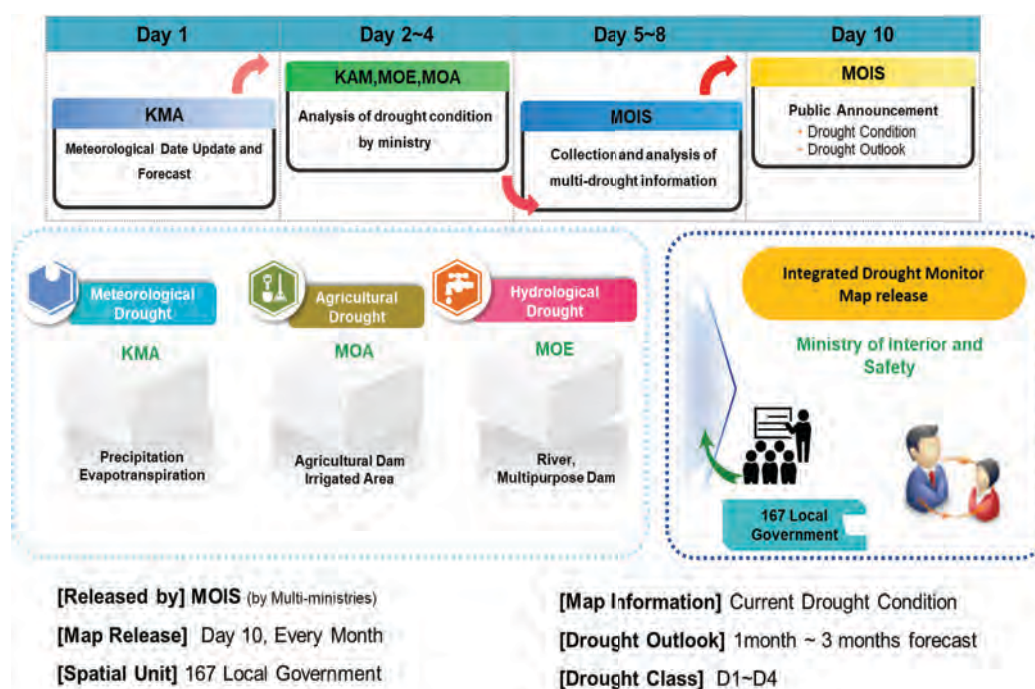 Day 1
Day 2~4
Day 5~8
Day 10
KMA
Meteorological Date Update and
Forecast
KAM,MOE,MOA
Analysis of drought condition
by ministry
MOIS
Collection and analysis of
multi-drought information
MOIS
Public Announcement
• Drought Condition
• Drought Outlook
Meteorological
Drought
KMA
Precipitation
Evapotranspiration
Agricultural
Drought
MOA
Agricultural Dam
Irrigated Area
Hydrological
Drought
MOE
River,
Multipurpose Dam
Integrated Drought Monitor
Map release
Ministry of Interior and
Safety
167 Local
Government
[Released by] MOIS (by Multi-ministries)
[Map Release] Day 10, Every Month
[Spatial Unit] 167 Local Government
[Map Information] Current Drought Condition
[Drought Outlook] 1month ~ 3 months forecast
[Drought Class] D1~D4